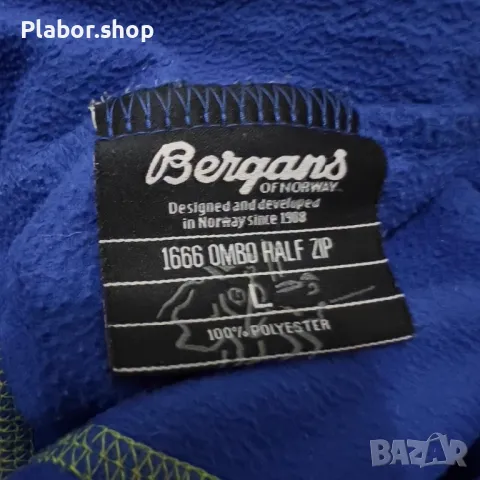 Plabor.shop
Bergans
OF NORWAY
Designed and developed
in Norway since 1908
1666 OMBO HALF ZIP
L
100% POLYESTER
BAZAR